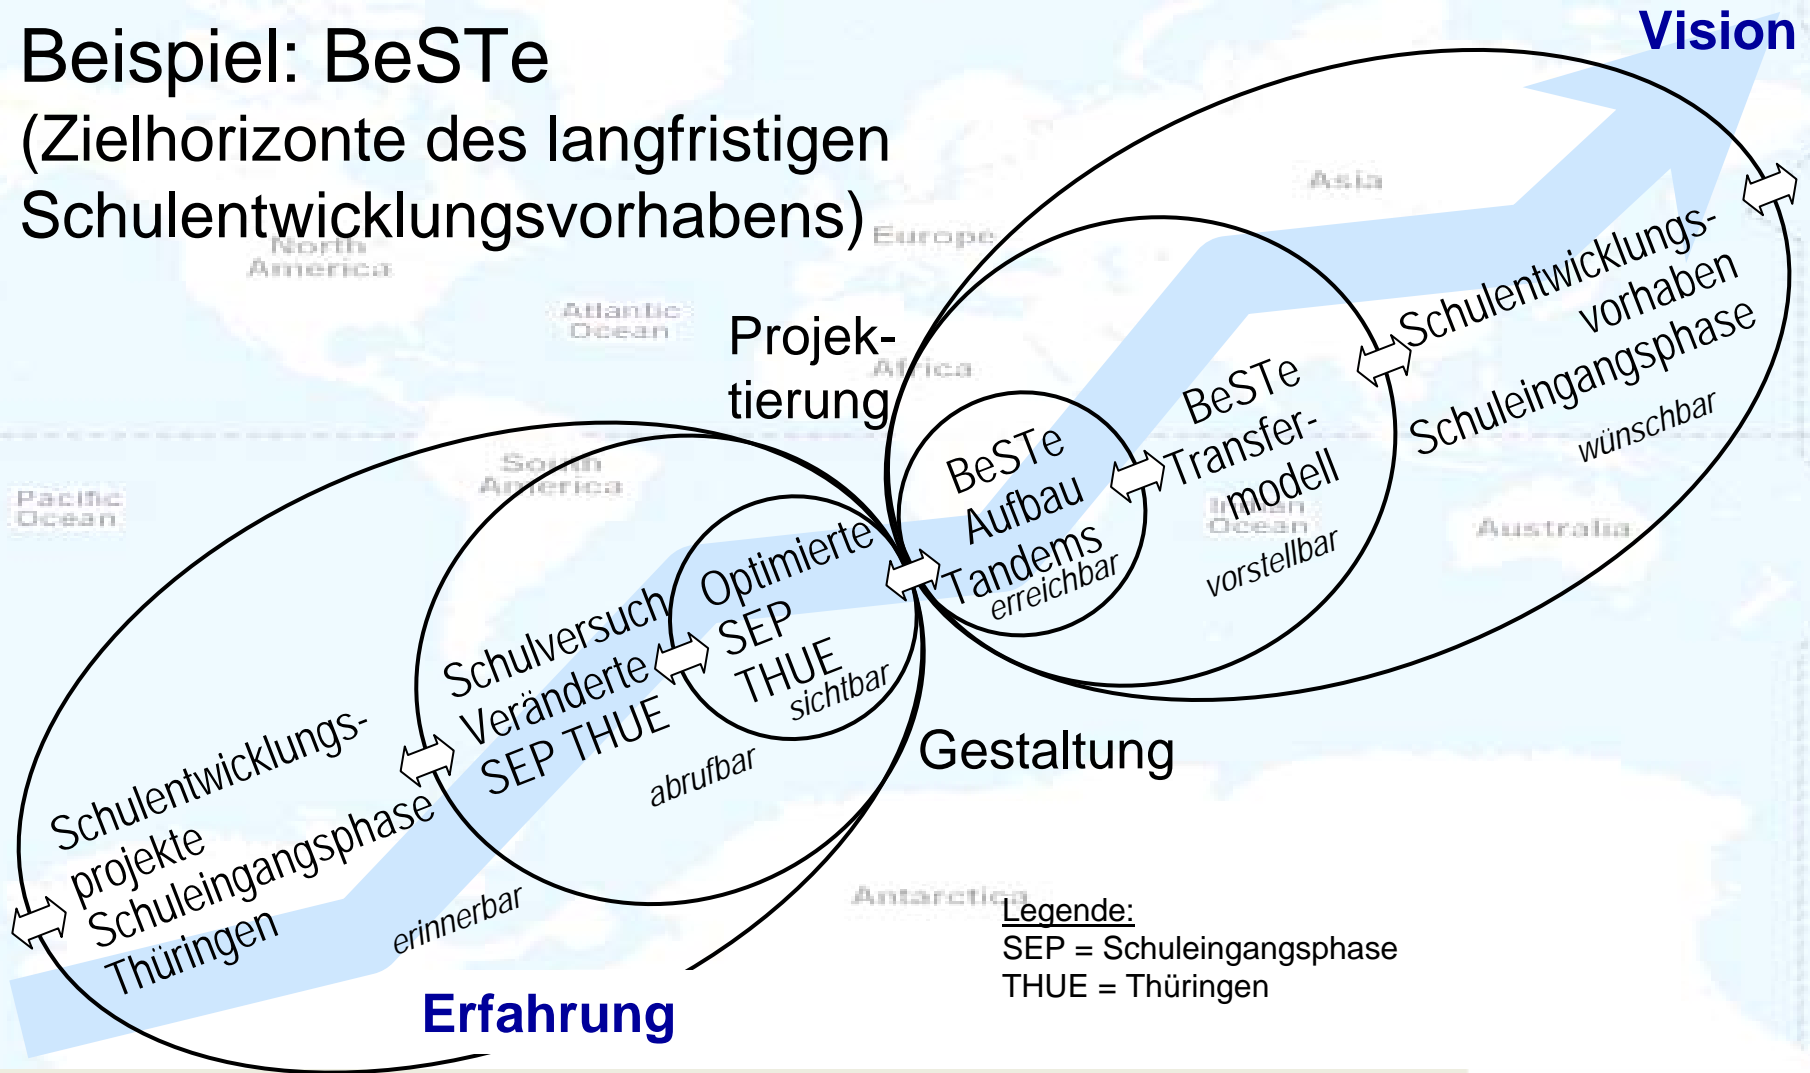 Vision
Beispiel: BeSTe
(Zielhorizonte des langfristigen
Schulentwicklungsvorhabens)
North
America
Atlantic
Ocean
Europe
Asia
Africa
South
America
Pacific
Ocean
Indian
Ocean
Australia
Antarctica
Projek-
tierung
Schulentwicklungs-
vorhaben
Schuleingangsphase
wünschbar
BeSTe
Transfer-
modell
vorstellbar
BeSTe
Aufbau
Tandems
erreichbar
Optimierte
SEP
THUE
sichtbar
Schulversuch
Veränderte
SEP THUE
abrufbar
Schulentwicklungs-
projekte
Schuleingangsphase
Thüringen
erinnerbar
Gestaltung
Erfahrung
Legende:
SEP = Schuleingangsphase
THUE = Thüringen